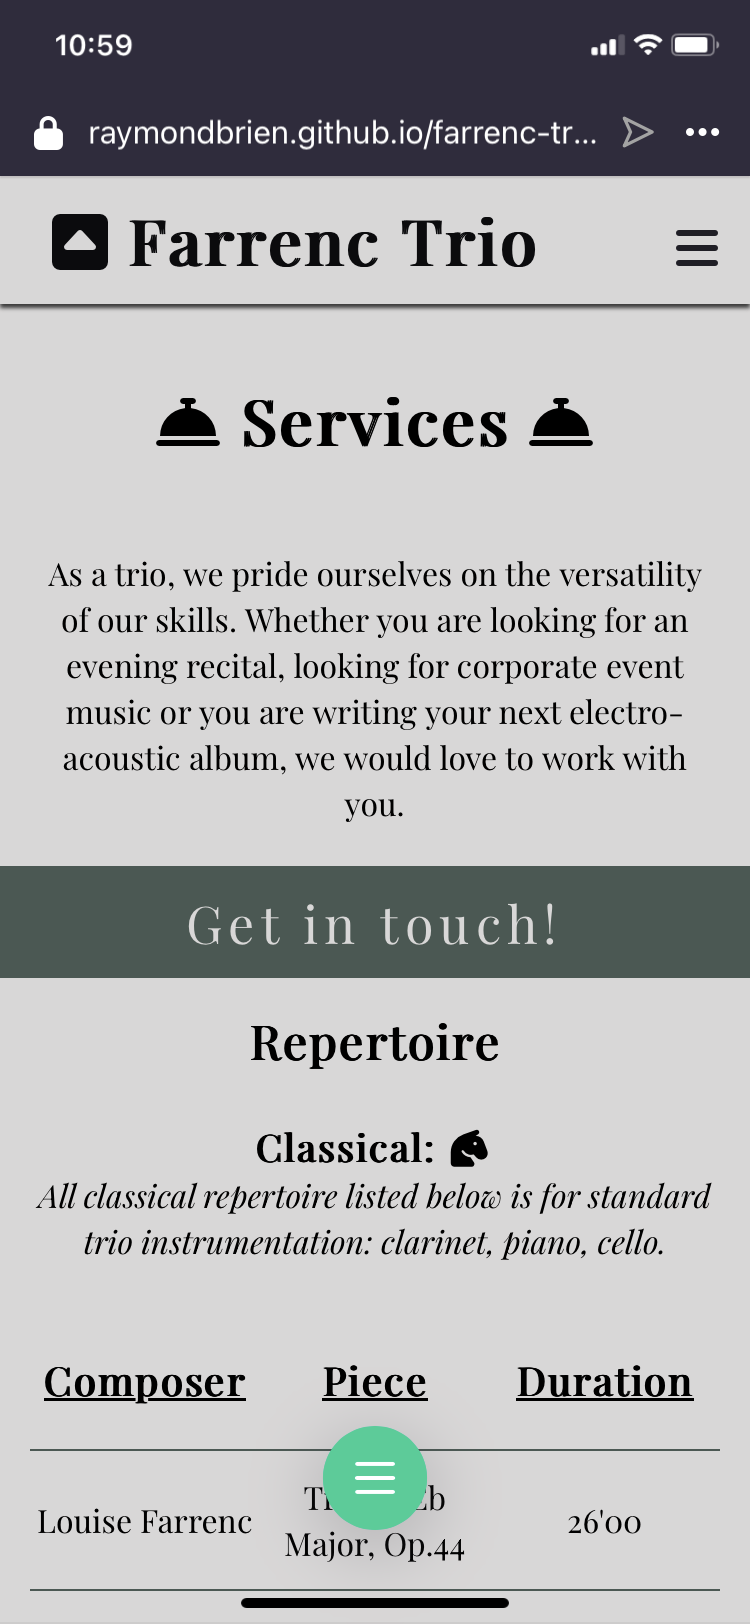 10:59
raymondbrien.github.io/farrenc-tr...
Farrenc Trio
Services
As a trio, we pride ourselves on the versatility
of our skills. Whether you are looking for an
evening recital, looking for corporate event
music or you are writing your next electro-
acoustic album, we would love to work with
you.
Get in touch!
Repertoire
Classical:
All classical repertoire listed below is for standard
trio instrumentation: clarinet, piano, cello.
Composer Piece Duration
Louise Farrenc
Major, Op.44
26'00